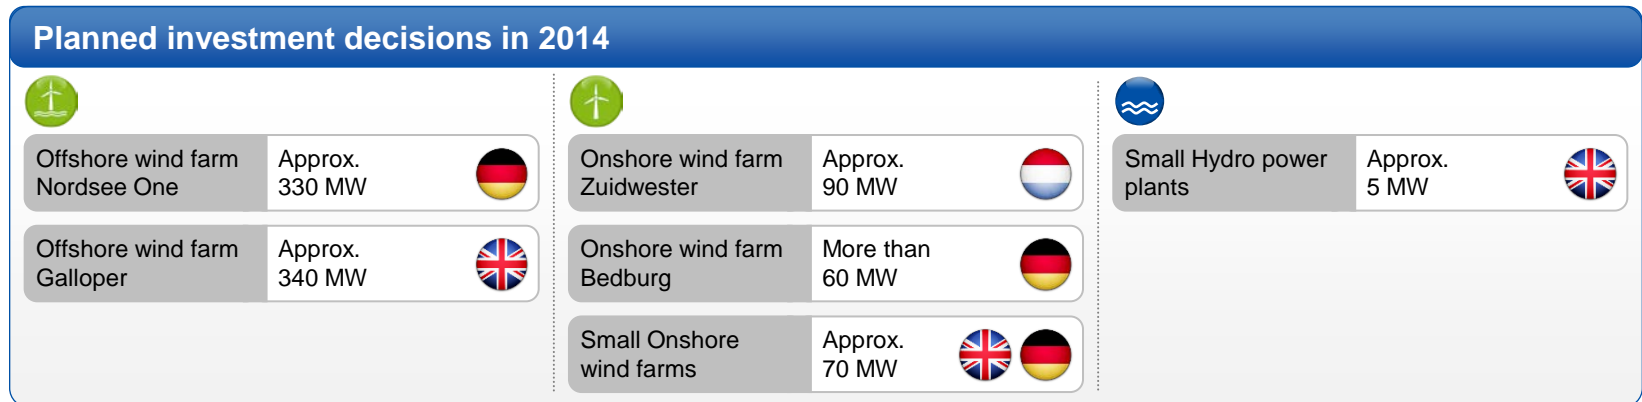 Planned investment decisions in 2014
Offshore wind farm
Nordsee One
Approx.
330 MW
Offshore wind farm
Galloper
Approx.
340 MW
Onshore wind farm
Zuidwester
Approx.
90 MW
Onshore wind farm
Bedburg
More than
60 MW
Small Onshore
wind farms
Approx.
70 MW
Small Hydro power
plants
Approx.
5 MW